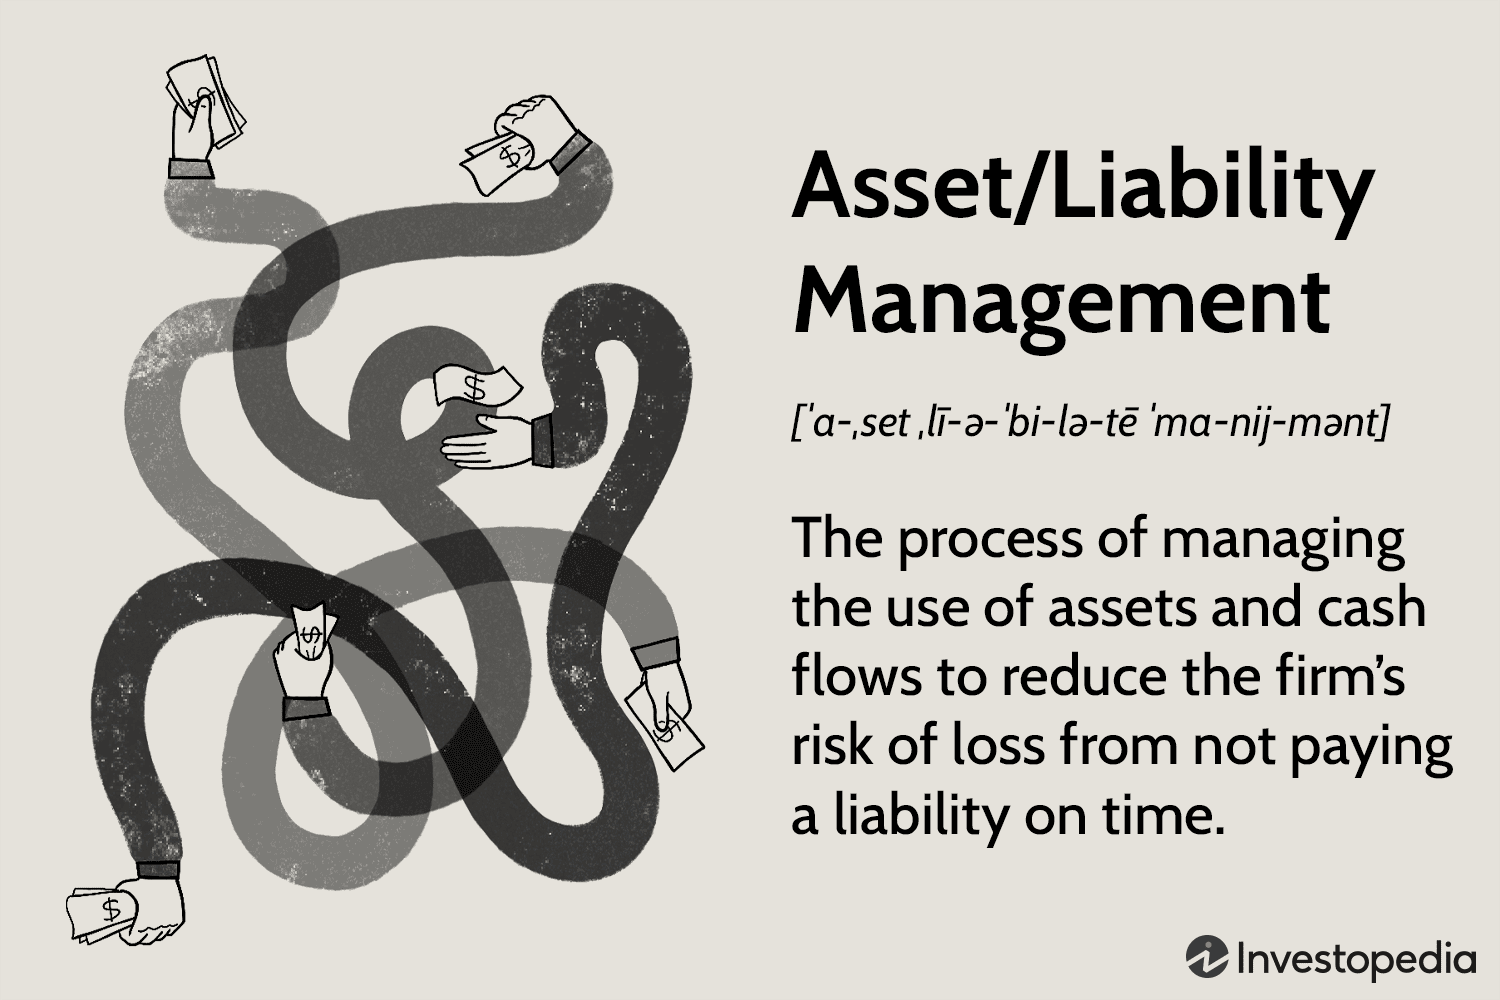 $
$
Asset/Liability
Management
$
[ˈa-ˌset ˌlī-ə-ˈbi-lə-tē ˈma-nij-mənt]
The process of managing
the use of assets and cash
flows to reduce the firm’s
risk of loss from not paying
a liability on time.
$
$
$
Investopedia